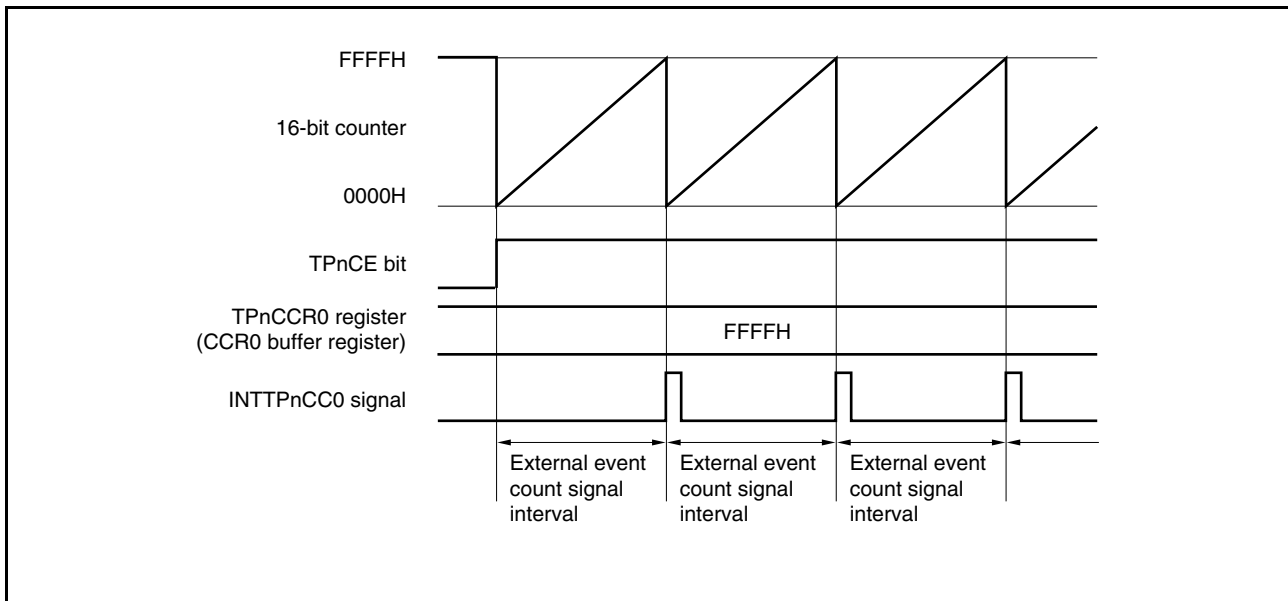 FFFFH
16-bit counter
0000H
TPnCE bit
TPnCCR0 register
(CCR0 buffer register)
FFFFH
INTTPnCC0 signal
External event
count signal
interval
External event
count signal
interval
External event
count signal
interval